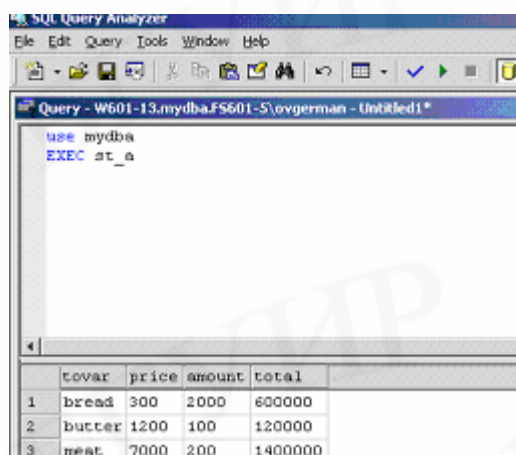 SQL Query Analyzer
File Edit Query Tools Window Help
Query - W601-13.mydba.FS601-5\ovgerman - Untitled1*
use mydba
EXEC st_a
tovar price amount total
1 bread 300 2000 600000
2 butter 1200 100 120000
3 meat 7000 200 1400000